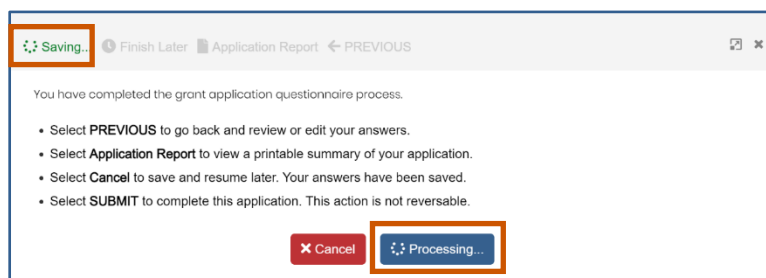 Saving... Finish Later Application Report PREVIOUS
You have completed the grant application questionnaire process.
Select PREVIOUS to go back and review or edit your answers.
Select Application Report to view a printable summary of your application.
Select Cancel to save and resume later. Your answers have been saved.
Select SUBMIT to complete this application. This action is not reversable.
Cancel Processing...